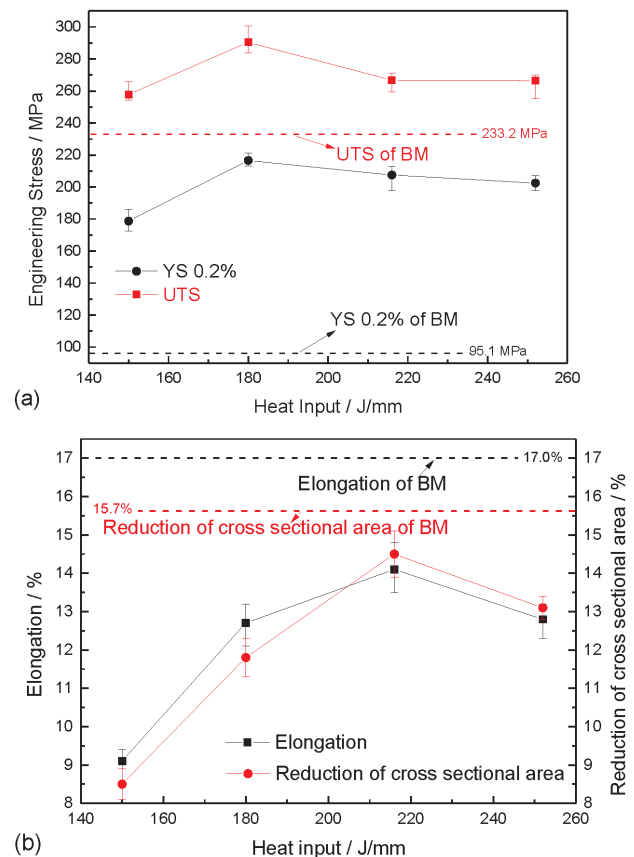 300
280
260
240
220
200
180
160
140
120
100
Engineering Stress / MPa
233.2 MPa
UTS of BM
YS 0.2%
UTS
YS 0.2% of BM
95.1 MPa
140 160 180 200 220 240 260
Heat Input / J/mm
(a)
17
16
15
14
13
12
11
10
9
8
Elongation / %
17.0%
Elongation of BM
15.7%
Reduction of cross sectional area of BM
Elongation
Reduction of cross sectional area
17
16
15
14
13
12
11
10
9
8
Reduction of cross sectional area / %
140 160 180 200 220 240 260
Heat input / J/mm
(b)